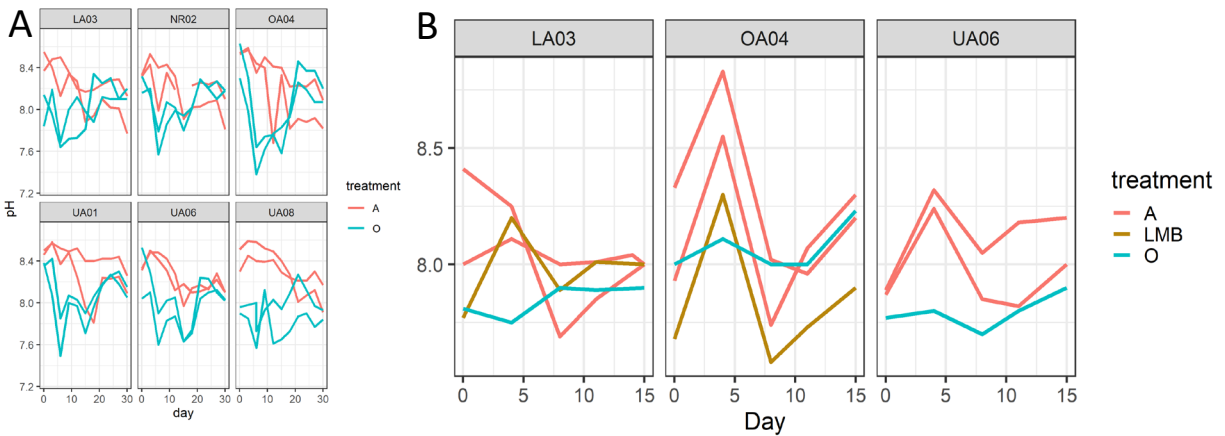 A
LA03 NR02 OA04
8.4
8.0
7.6
7.2
UA01 UA06 UA08
8.4
8.0
7.6
7.2
pH
0 10 20 30 0 10 20 30 0 10 20 30
day
treatment
A
O
B
LA03 OA04 UA06
8.5
8.0
0 5 10 15 0 5 10 15 0 5 10 15
Day
treatment
A
LMB
O